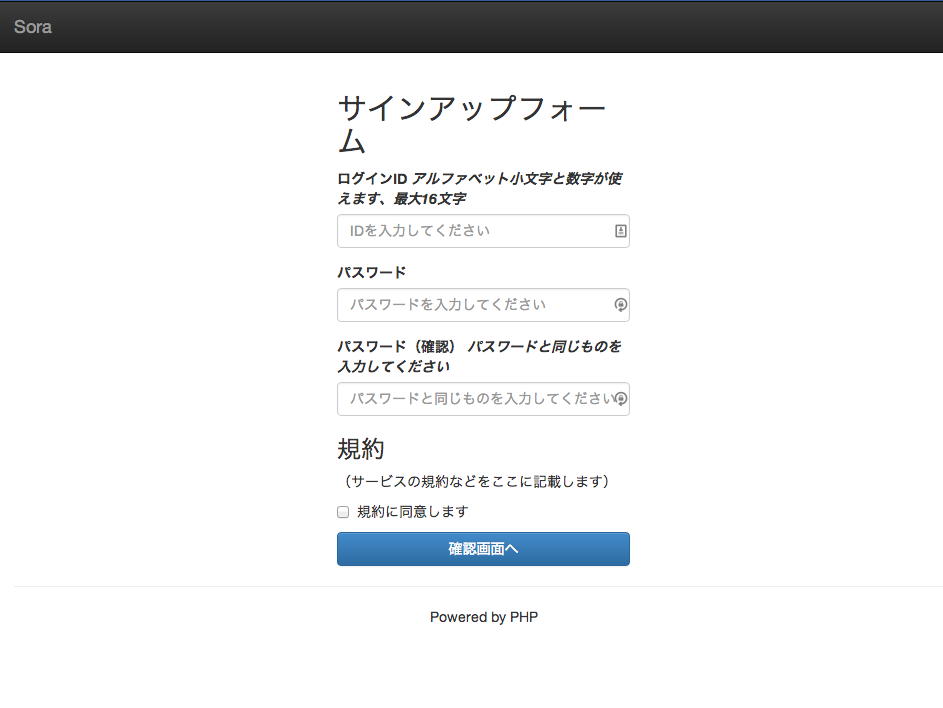 Sora
サインアップフォー
ム
ログインID アルファベット小文字と数字が使
えます、最大16文字
IDを入力してください
パスワード
パスワードを入力してください
パスワード（確認） パスワードと同じものを
入力してください
パスワードと同じものを入力してください
規約
（サービスの規約などをここに記載します）
規約に同意します
確認画面へ
Powered by PHP